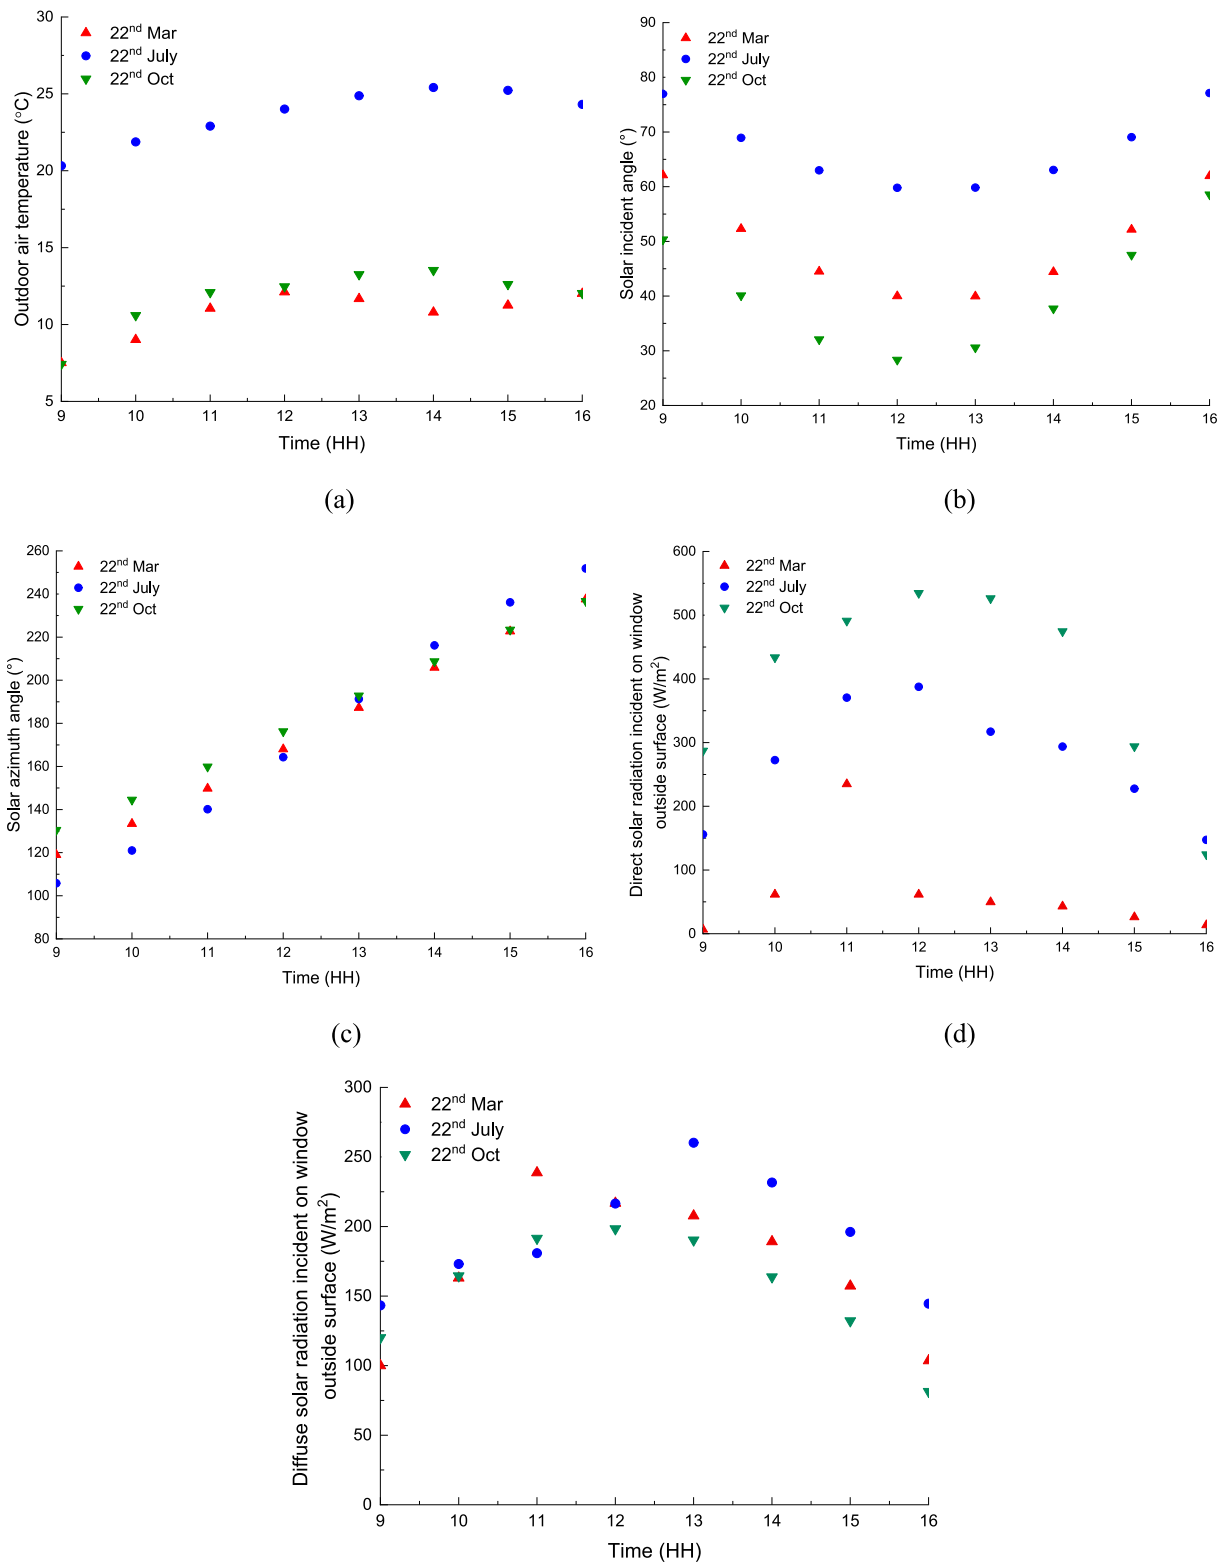 30
25
20
15
10
5
Outdoor air temperature (°C)
22nd Mar
22nd July
22nd Oct
9 10 11 12 13 14 15 16
Time (HH)
(a)
90
80
70
60
50
40
30
20
Solar incident angle (°)
22nd Mar
22nd July
22nd Oct
9 10 11 12 13 14 15 16
Time (HH)
(b)
260
240
220
200
180
160
140
120
100
80
Solar azimuth angle (°)
22nd Mar
22nd July
22nd Oct
9 10 11 12 13 14 15 16
Time (HH)
(c)
600
500
400
300
200
100
0
Direct solar radiation incident on window
outside surface (W/m²)
22nd Mar
22nd July
22nd Oct
9 10 11 12 13 14 15 16
Time (HH)
(d)
300
250
200
150
100
50
0
Diffuse solar radiation incident on window
outside surface (W/m²)
22nd Mar
22nd July
22nd Oct
9 10 11 12 13 14 15 16
Time (HH)